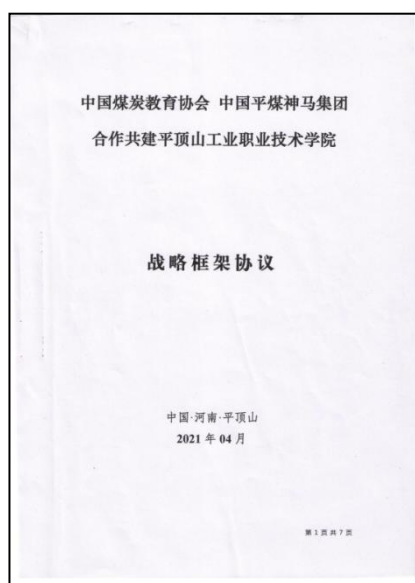 中国煤炭教育协会 中国平煤神马集团
合作共建平顶山工业职业技术学院
战略框架协议
中国·河南·平顶山
2021 年 04 月
第 1 页 共 7 页